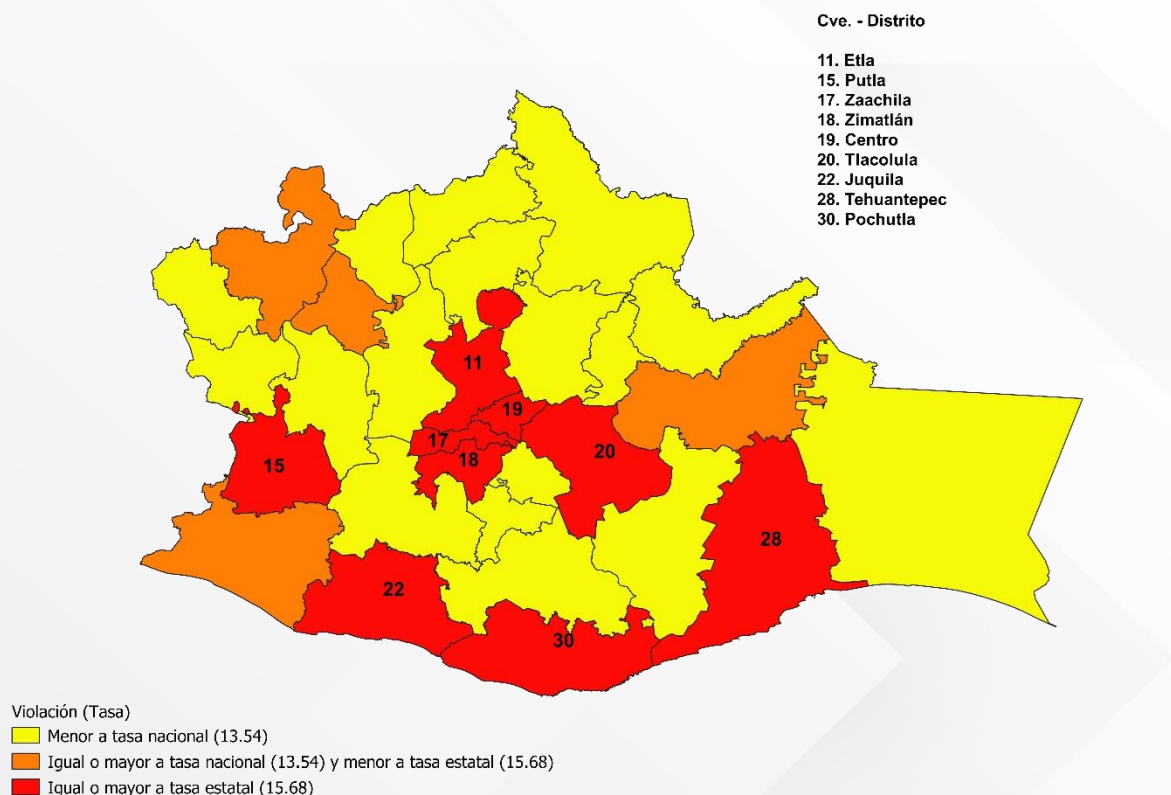 Cve. - Distrito
11. Etla
15. Putla
17. Zaachila
18. Zimatlán
19. Centro
20. Tlacolula
22. Juquila
28. Tehuantepec
30. Pochutla
11
19
17
18
20
15
28
22
30
Violación (Tasa)
Menor a tasa nacional (13.54)
Igual o mayor a tasa nacional (13.54) y menor a tasa estatal (15.68)
Igual o mayor a tasa estatal (15.68)